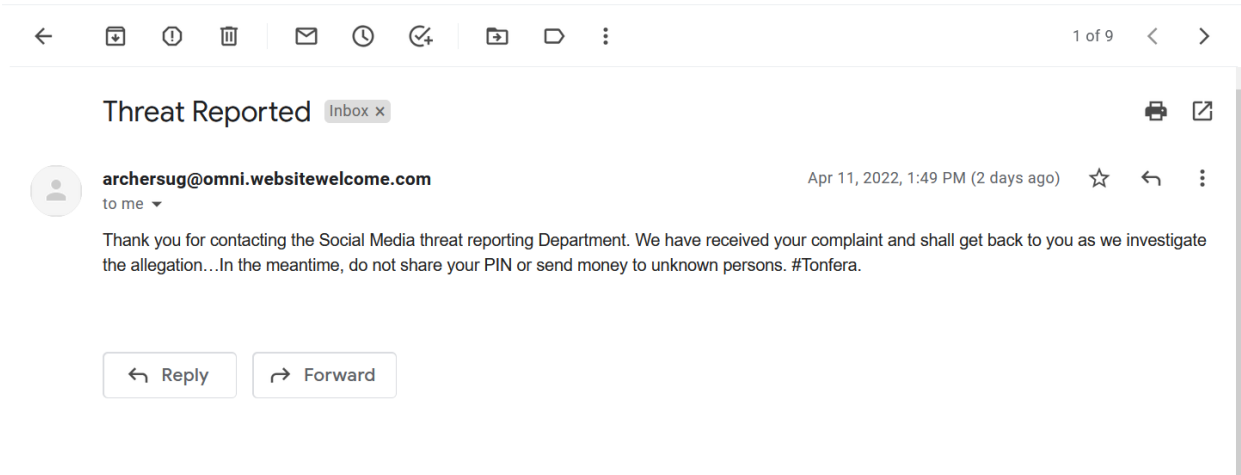 1 of 9
Threat Reported Inbox x
archersug@omni.websitewelcome.com Apr 11, 2022, 1:49 PM (2 days ago)
to me
Thank you for contacting the Social Media threat reporting Department. We have received your complaint and shall get back to you as we investigate
the allegation…In the meantime, do not share your PIN or send money to unknown persons. #Tonfera.
Reply Forward